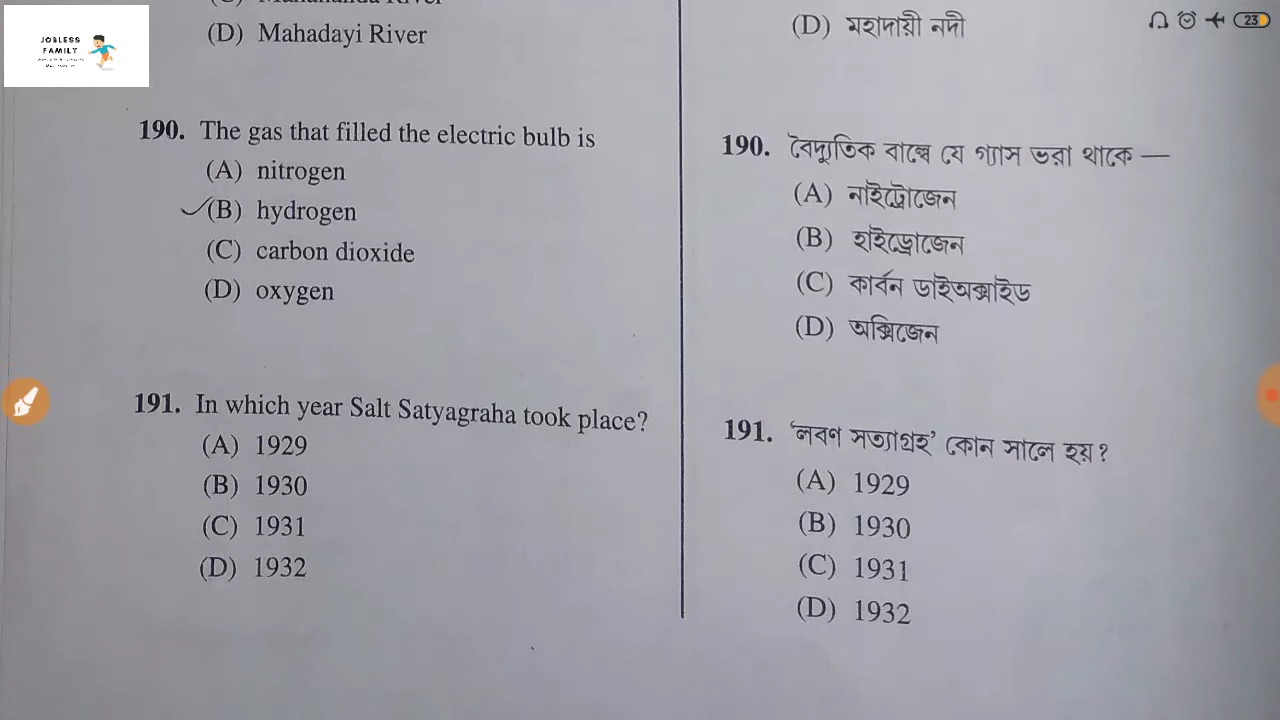 JOBLESS
FAMILY
(D) Mahadayi River
190. The gas that filled the electric bulb is
(A) nitrogen
(B) hydrogen
(C) carbon dioxide
(D) oxygen
191. In which year Salt Satyagraha took place?
(A) 1929
(B) 1930
(C) 1931
(D) 1932
(D) মহাদায়ী নদী
23
190. বৈদ্যুতিক বাল্বে যে গ্যাস ভরা থাকে —
(A) নাইট্রোজেন
(B) হাইড্রোজেন
(C) কার্বন ডাইঅক্সাইড
(D) অক্সিজেন
191. ‘লবণ সত্যাগ্রহ’ কোন সালে হয়?
(A) 1929
(B) 1930
(C) 1931
(D) 1932